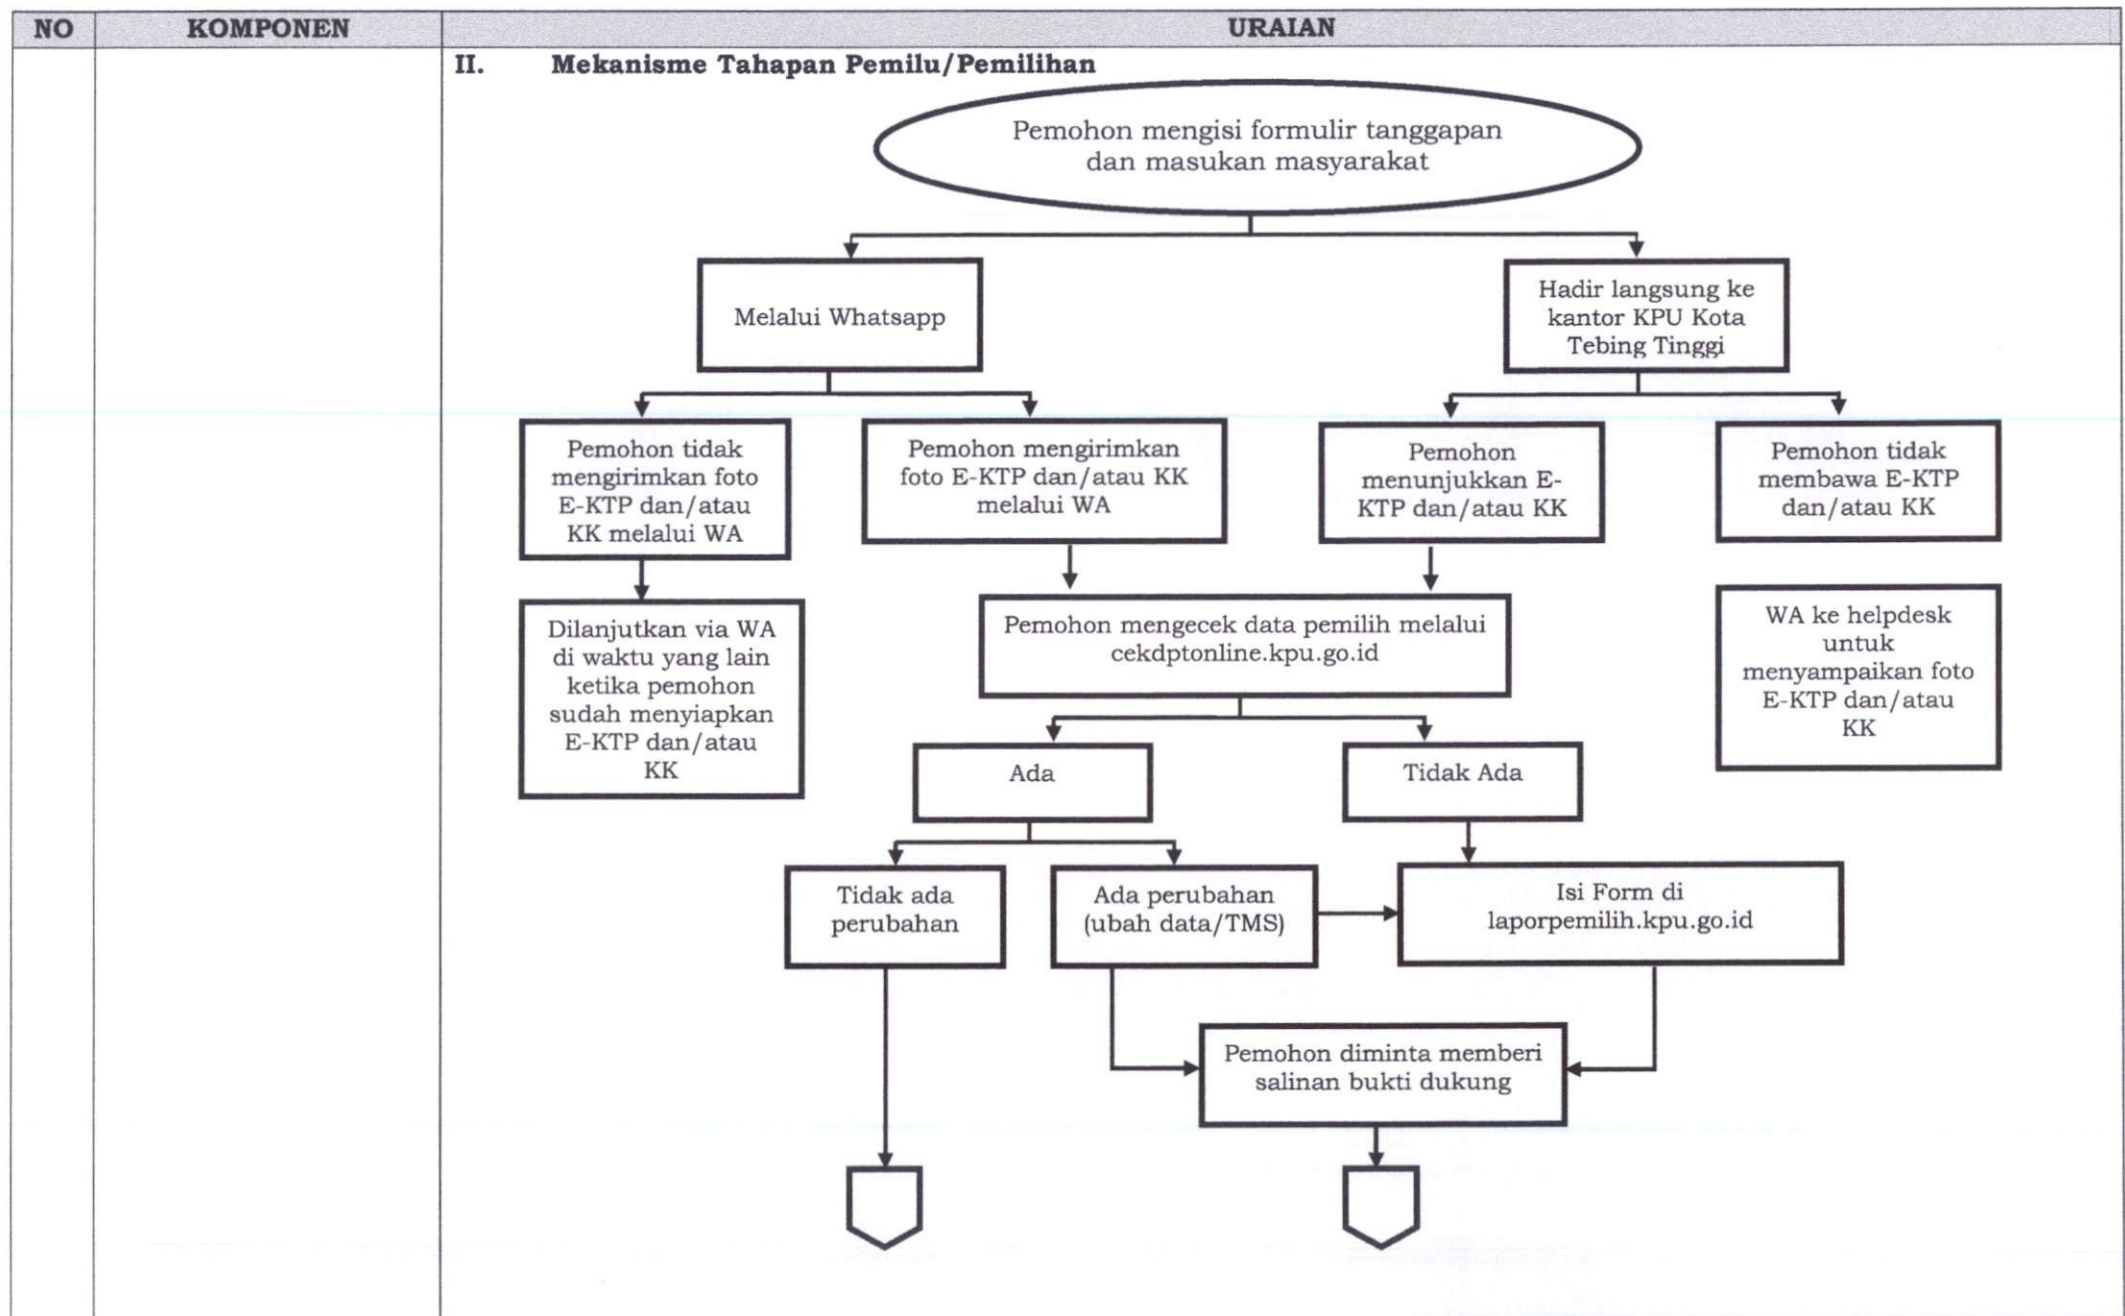 NO KOMPONEN URAIAN
II. Mekanisme Tahapan Pemilu/Pemilihan
Pemohon mengisi formulir tanggapan
dan masukan masyarakat
Melalui Whatsapp
Hadir langsung ke
kantor KPU Kota
Tebing Tinggi
Pemohon tidak
mengirimkan foto
E-KTP dan/atau
KK melalui WA
Pemohon mengirimkan
foto E-KTP dan/atau KK
melalui WA
Pemohon
menunjukkan E-
KTP dan/atau KK
Pemohon tidak
membawa E-KTP
dan/atau KK
Dilanjutkan via WA
di waktu yang lain
ketika pemohon
sudah menyiapkan
E-KTP dan/atau
KK
Pemohon mengecek data pemilih melalui
cekdptonline.kpu.go.id
WA ke helpdesk
untuk
menyampaikan foto
E-KTP dan/atau
KK
Ada
Tidak Ada
Tidak ada
perubahan
Ada perubahan
(ubah data/TMS)
Isi Form di
laporpemilih.kpu.go.id
Pemohon diminta memberi
salinan bukti dukung